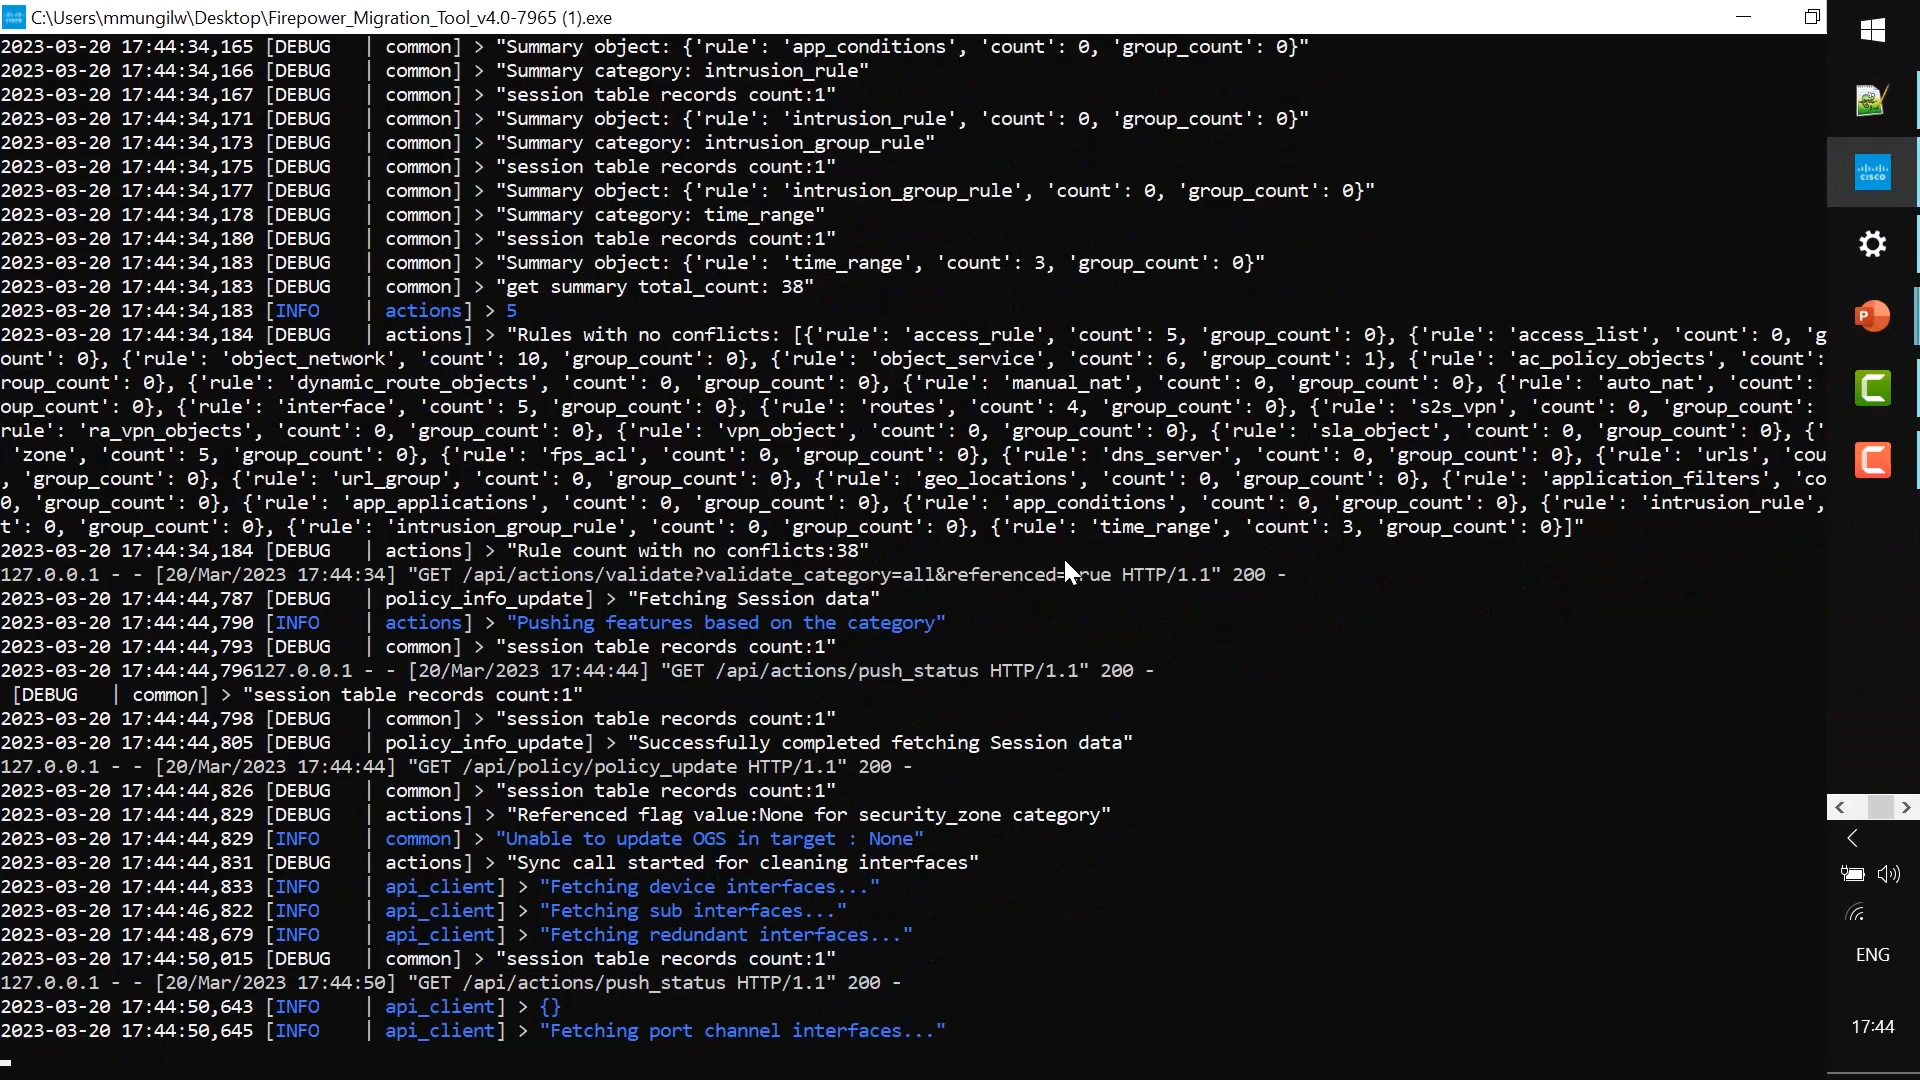 C:\Users\mmungilw\Desktop\Firepower_Migration_Tool_v4.0-7965 (1).exe
2023-03-20 17:44:34,165 [DEBUG    | common] > "Summary object: {'rule': 'app_conditions', 'count': 0, 'group_count': 0}"
2023-03-20 17:44:34,166 [DEBUG    | common] > "Summary category: intrusion_rule"
2023-03-20 17:44:34,167 [DEBUG    | common] > "session table records count:1"
2023-03-20 17:44:34,171 [DEBUG    | common] > "Summary object: {'rule': 'intrusion_rule', 'count': 0, 'group_count': 0}"
2023-03-20 17:44:34,173 [DEBUG    | common] > "Summary category: intrusion_group_rule"
2023-03-20 17:44:34,175 [DEBUG    | common] > "session table records count:1"
2023-03-20 17:44:34,177 [DEBUG    | common] > "Summary object: {'rule': 'intrusion_group_rule', 'count': 0, 'group_count': 0}"
2023-03-20 17:44:34,178 [DEBUG    | common] > "Summary category: time_range"
2023-03-20 17:44:34,180 [DEBUG    | common] > "session table records count:1"
2023-03-20 17:44:34,183 [DEBUG    | common] > "Summary object: {'rule': 'time_range', 'count': 3, 'group_count': 0}"
2023-03-20 17:44:34,183 [DEBUG    | common] > "get summary total_count: 38"
2023-03-20 17:44:34,183 [INFO     | actions] > 5
2023-03-20 17:44:34,184 [DEBUG    | actions] > "Rules with no conflicts: [{'rule': 'access_rule', 'count': 5, 'group_count': 0}, {'rule': 'access_list', 'count': 0, 'g
ount': 0}, {'rule': 'object_network', 'count': 10, 'group_count': 0}, {'rule': 'object_service', 'count': 6, 'group_count': 1}, {'rule': 'ac_policy_objects', 'count':
roup_count': 0}, {'rule': 'dynamic_route_objects', 'count': 0, 'group_count': 0}, {'rule': 'manual_nat', 'count': 0, 'group_count': 0}, {'rule': 'auto_nat', 'count':
oup_count': 0}, {'rule': 'interface', 'count': 5, 'group_count': 0}, {'rule': 'routes', 'count': 4, 'group_count': 0}, {'rule': 's2s_vpn', 'count': 0, 'group_count':
rule': 'ra_vpn_objects', 'count': 0, 'group_count': 0}, {'rule': 'vpn_object', 'count': 0, 'group_count': 0}, {'rule': 'sla_object', 'count': 0, 'group_count': 0}, {'
 'zone', 'count': 5, 'group_count': 0}, {'rule': 'fps_acl', 'count': 0, 'group_count': 0}, {'rule': 'dns_server', 'count': 0, 'group_count': 0}, {'rule': 'urls', 'cou
, 'group_count': 0}, {'rule': 'url_group', 'count': 0, 'group_count': 0}, {'rule': 'geo_locations', 'count': 0, 'group_count': 0}, {'rule': 'application_filters', 'co
0, 'group_count': 0}, {'rule': 'app_applications', 'count': 0, 'group_count': 0}, {'rule': 'app_conditions', 'count': 0, 'group_count': 0}, {'rule': 'intrusion_rule',
t': 0, 'group_count': 0}, {'rule': 'intrusion_group_rule', 'count': 0, 'group_count': 0}, {'rule': 'time_range', 'count': 3, 'group_count': 0}]"
2023-03-20 17:44:34,184 [DEBUG    | actions] > "Rule count with no conflicts:38"
127.0.0.1 - - [20/Mar/2023 17:44:34] "GET /api/actions/validate?validate_category=all&referenced= rue HTTP/1.1" 200 -
2023-03-20 17:44:44,787 [DEBUG    | policy_info_update] > "Fetching Session data"
2023-03-20 17:44:44,790 [INFO     | actions] > "Pushing features based on the category"
2023-03-20 17:44:44,793 [DEBUG    | common] > "session table records count:1"
2023-03-20 17:44:44,796127.0.0.1 - - [20/Mar/2023 17:44:44] "GET /api/actions/push_status HTTP/1.1" 200 -
 [DEBUG    | common] > "session table records count:1"
2023-03-20 17:44:44,798 [DEBUG    | common] > "session table records count:1"
2023-03-20 17:44:44,805 [DEBUG    | policy_info_update] > "Successfully completed fetching Session data"
127.0.0.1 - - [20/Mar/2023 17:44:44] "GET /api/policy/policy_update HTTP/1.1" 200 -
2023-03-20 17:44:44,826 [DEBUG    | common] > "session table records count:1"
2023-03-20 17:44:44,829 [DEBUG    | actions] > "Referenced flag value:None for security_zone category"
2023-03-20 17:44:44,829 [INFO     | common] > "Unable to update OGS in target : None"
2023-03-20 17:44:44,831 [DEBUG    | actions] > "Sync call started for cleaning interfaces"
2023-03-20 17:44:44,833 [INFO     | api_client] > "Fetching device interfaces..."
2023-03-20 17:44:46,822 [INFO     | api_client] > "Fetching sub interfaces..."
2023-03-20 17:44:48,679 [INFO     | api_client] > "Fetching redundant interfaces..."
2023-03-20 17:44:50,015 [DEBUG    | common] > "session table records count:1"
127.0.0.1 - - [20/Mar/2023 17:44:50] "GET /api/actions/push_status HTTP/1.1" 200 -
2023-03-20 17:44:50,643 [INFO     | api_client] > {}
2023-03-20 17:44:50,645 [INFO     | api_client] > "Fetching port channel interfaces..."
CISCO
P
ENG
17:44